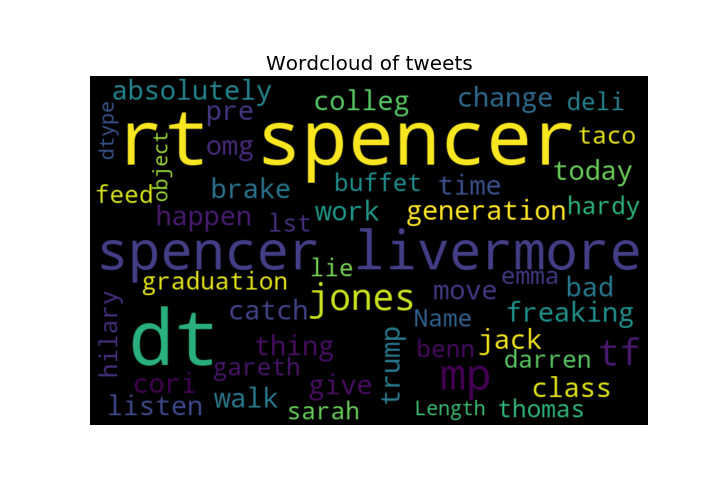 Wordcloud of tweets
absolutely
colleg
change
deli
dtype
pre
rt spencer
taco
omg
object
today
feed
brake
buffet
time
happen
lst
work
generation
hardy
spencer livermore
lie
emma
graduation
jones
move
bad
hilary
catch
Name
freaking
dt
thing
trump
benn
jack
darren
tf
gareth
cori
give
mp
class
listen
walk
sarah
Length
thomas